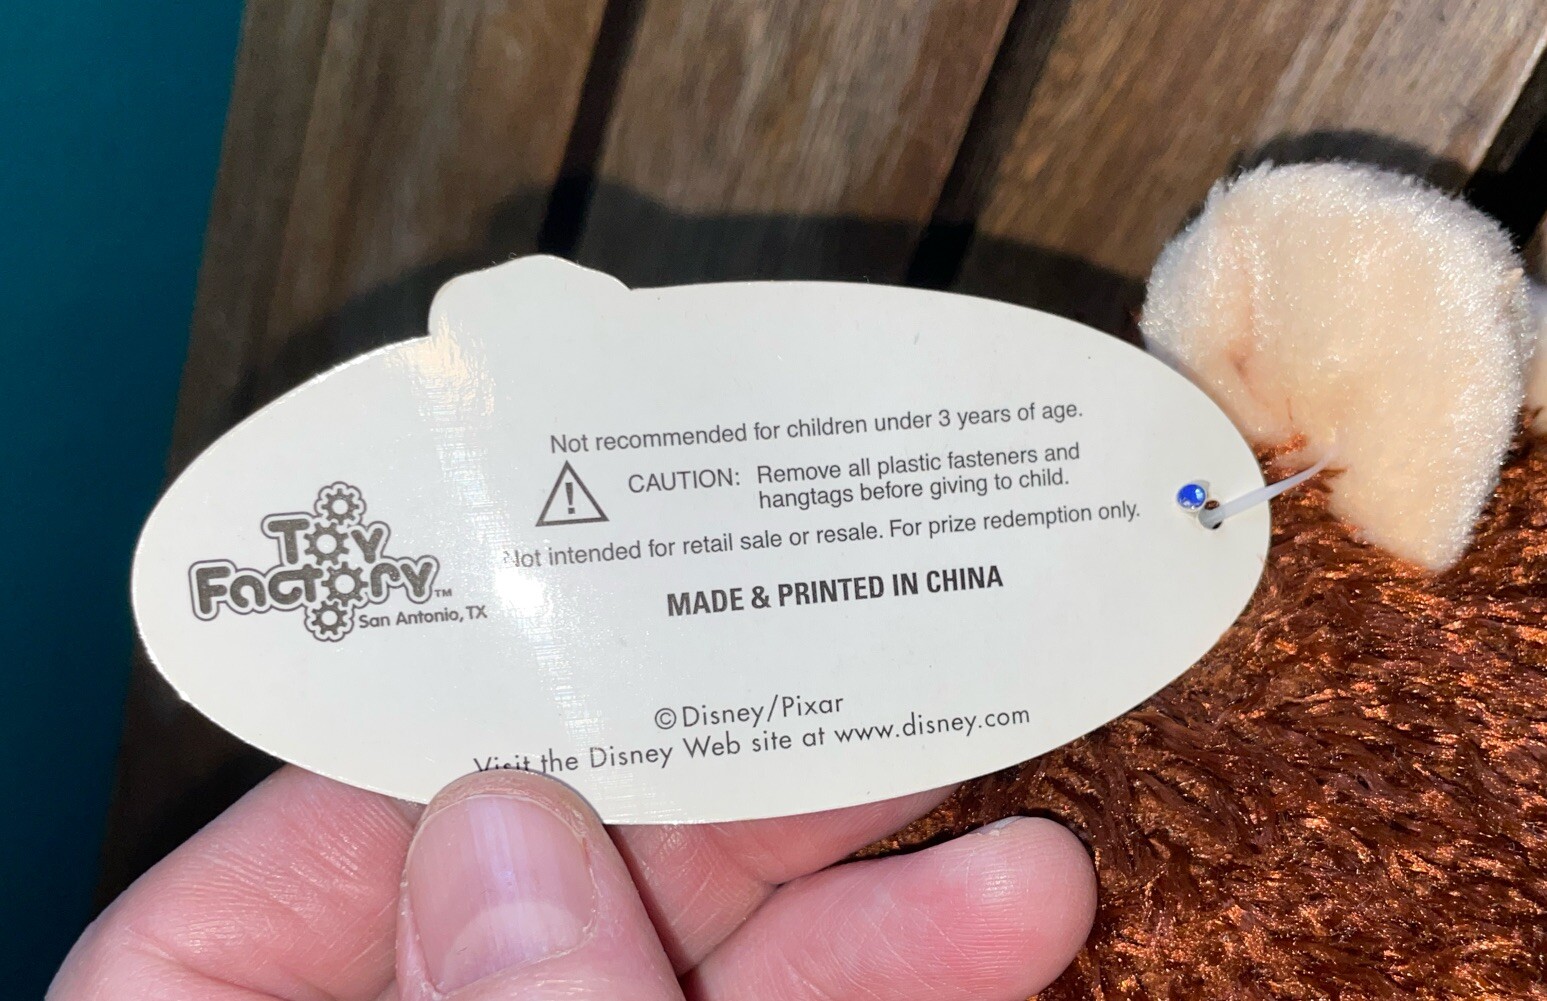 Not recommended for children under 3 years of age.
CAUTION: Remove all plastic fasteners and
hangtags before giving to child.
Not intended for retail sale or resale. For prize redemption only.
MADE & PRINTED IN CHINA
Toy
Factory™
San Antonio, TX
©Disney/Pixar
Visit the Disney Web site at www.disney.com